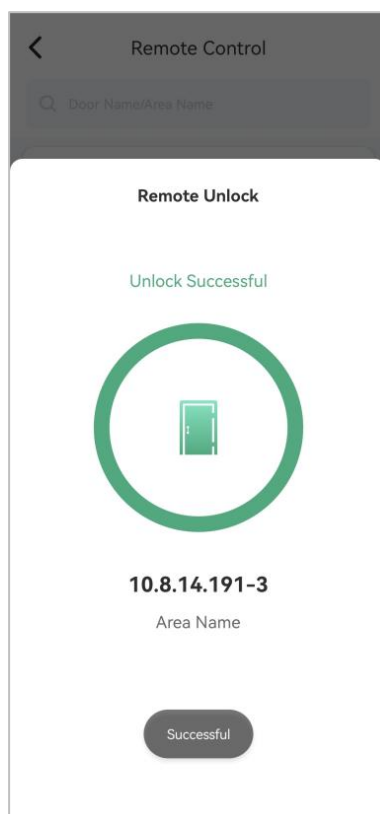 Remote Control
Door Name/Area Name
Remote Unlock
Unlock Successful
10.8.14.191-3
Area Name
Successful